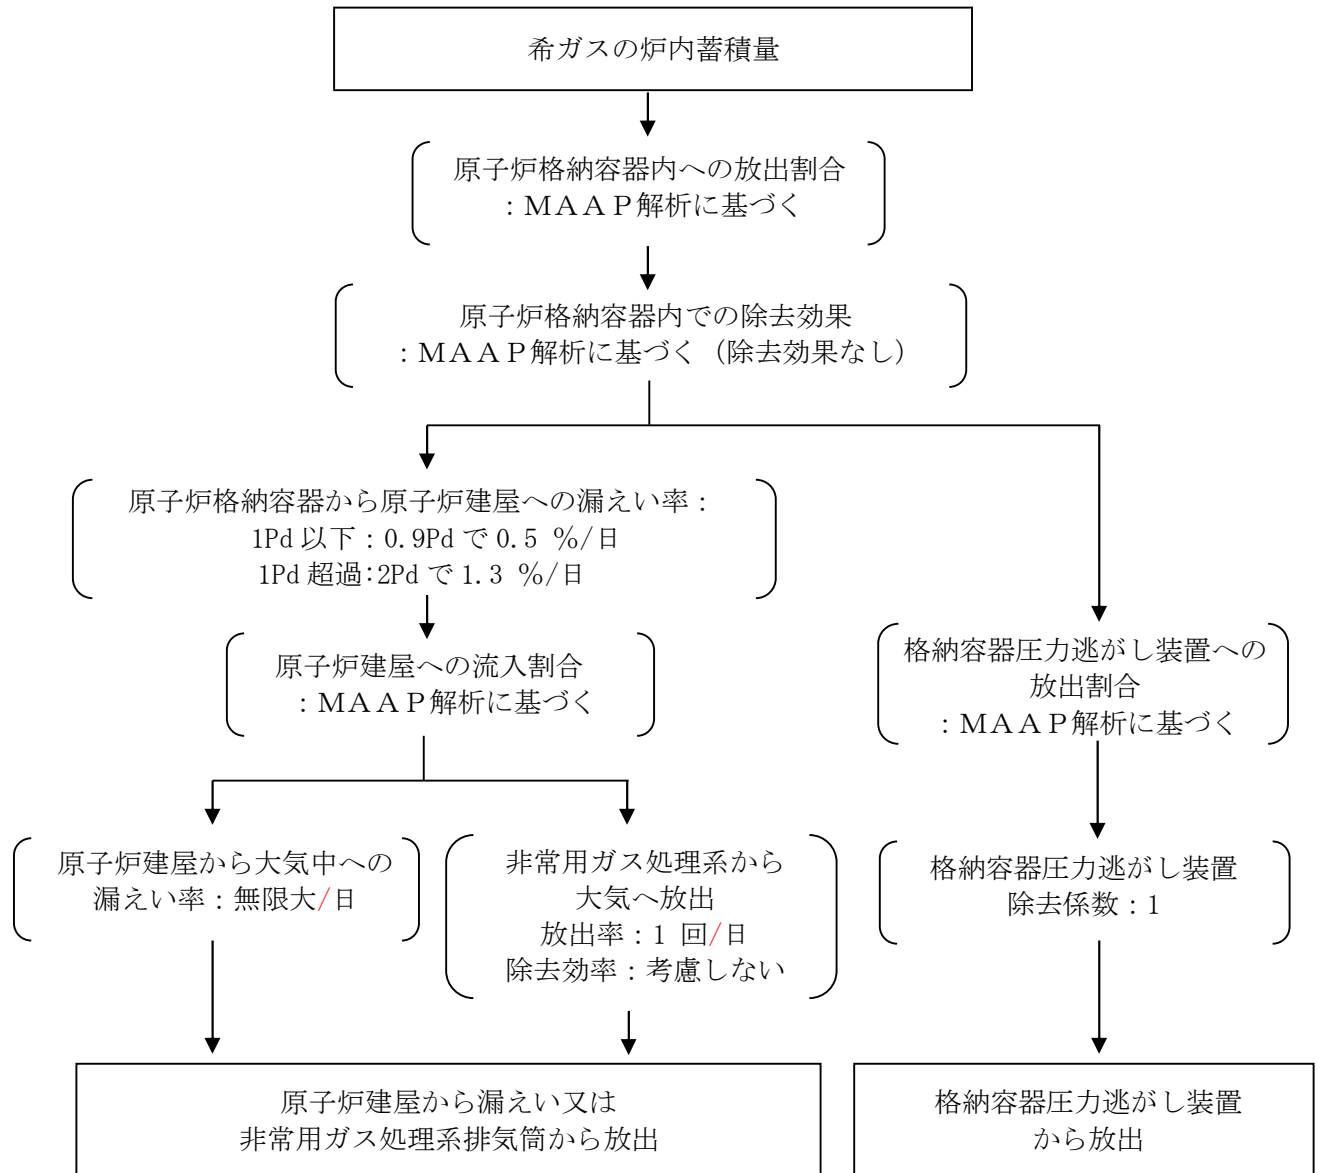 希ガスの炉内蓄積量
原子炉格納容器内への放出割合
：ＭＡＡＰ解析に基づく
原子炉格納容器内での除去効果
：ＭＡＡＰ解析に基づく（除去効果なし）
原子炉格納容器から原子炉建屋への漏えい率：
1Pd 以下：0.9Pd で 0.5 %/日
1Pd 超過:2Pd で 1.3 %/日
原子炉建屋への流入割合
：ＭＡＡＰ解析に基づく
格納容器圧力逃がし装置への
放出割合
：ＭＡＡＰ解析に基づく
原子炉建屋から大気中への
漏えい率：無限大/日
非常用ガス処理系から
大気へ放出
放出率：1 回/日
除去効率：考慮しない
格納容器圧力逃がし装置
除去係数：1
原子炉建屋から漏えい又は
非常用ガス処理系排気筒から放出
格納容器圧力逃がし装置
から放出